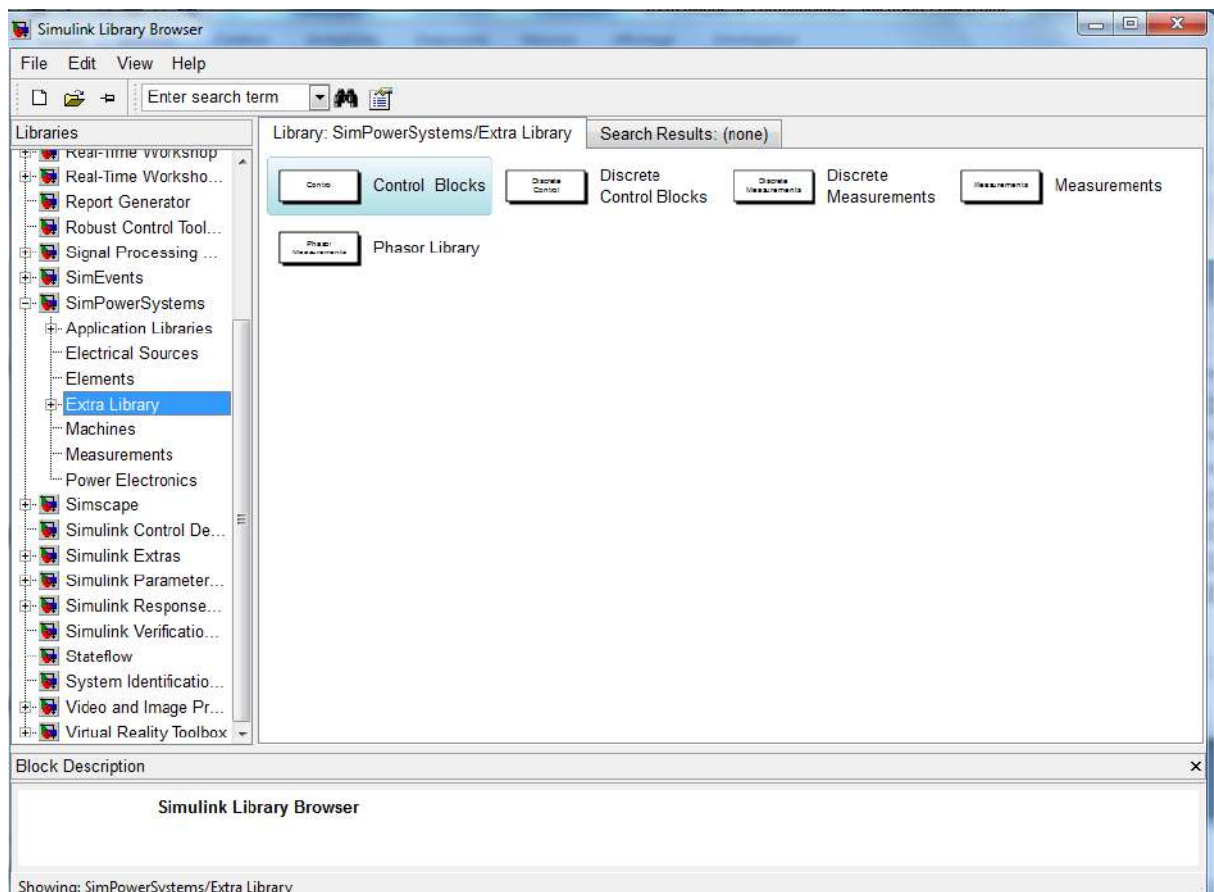 Simulink Library Browser
File Edit View Help
Enter search term
Libraries
Library: SimPowerSystems/Extra Library
Search Results: (none)
Real-Time Workshop
Real-Time Worksho...
Report Generator
Robust Control Tool...
Signal Processing ...
SimEvents
SimPowerSystems
Application Libraries
Electrical Sources
Elements
Extra Library
Machines
Measurements
Power Electronics
Simscape
Simulink Control De...
Simulink Extras
Simulink Parameter...
Simulink Response...
Simulink Verificatio...
Stateflow
System Identificatio...
Video and Image Pr...
Virtual Reality Toolbox
Control Blocks
Discrete
Control
Discrete
Control Blocks
Discrete
Measurements
Discrete
Measurements
Measurements
Measurements
Phasor
Measurements
Phasor Library
Block Description
Simulink Library Browser
Showing: SimPowerSystems/Extra Library